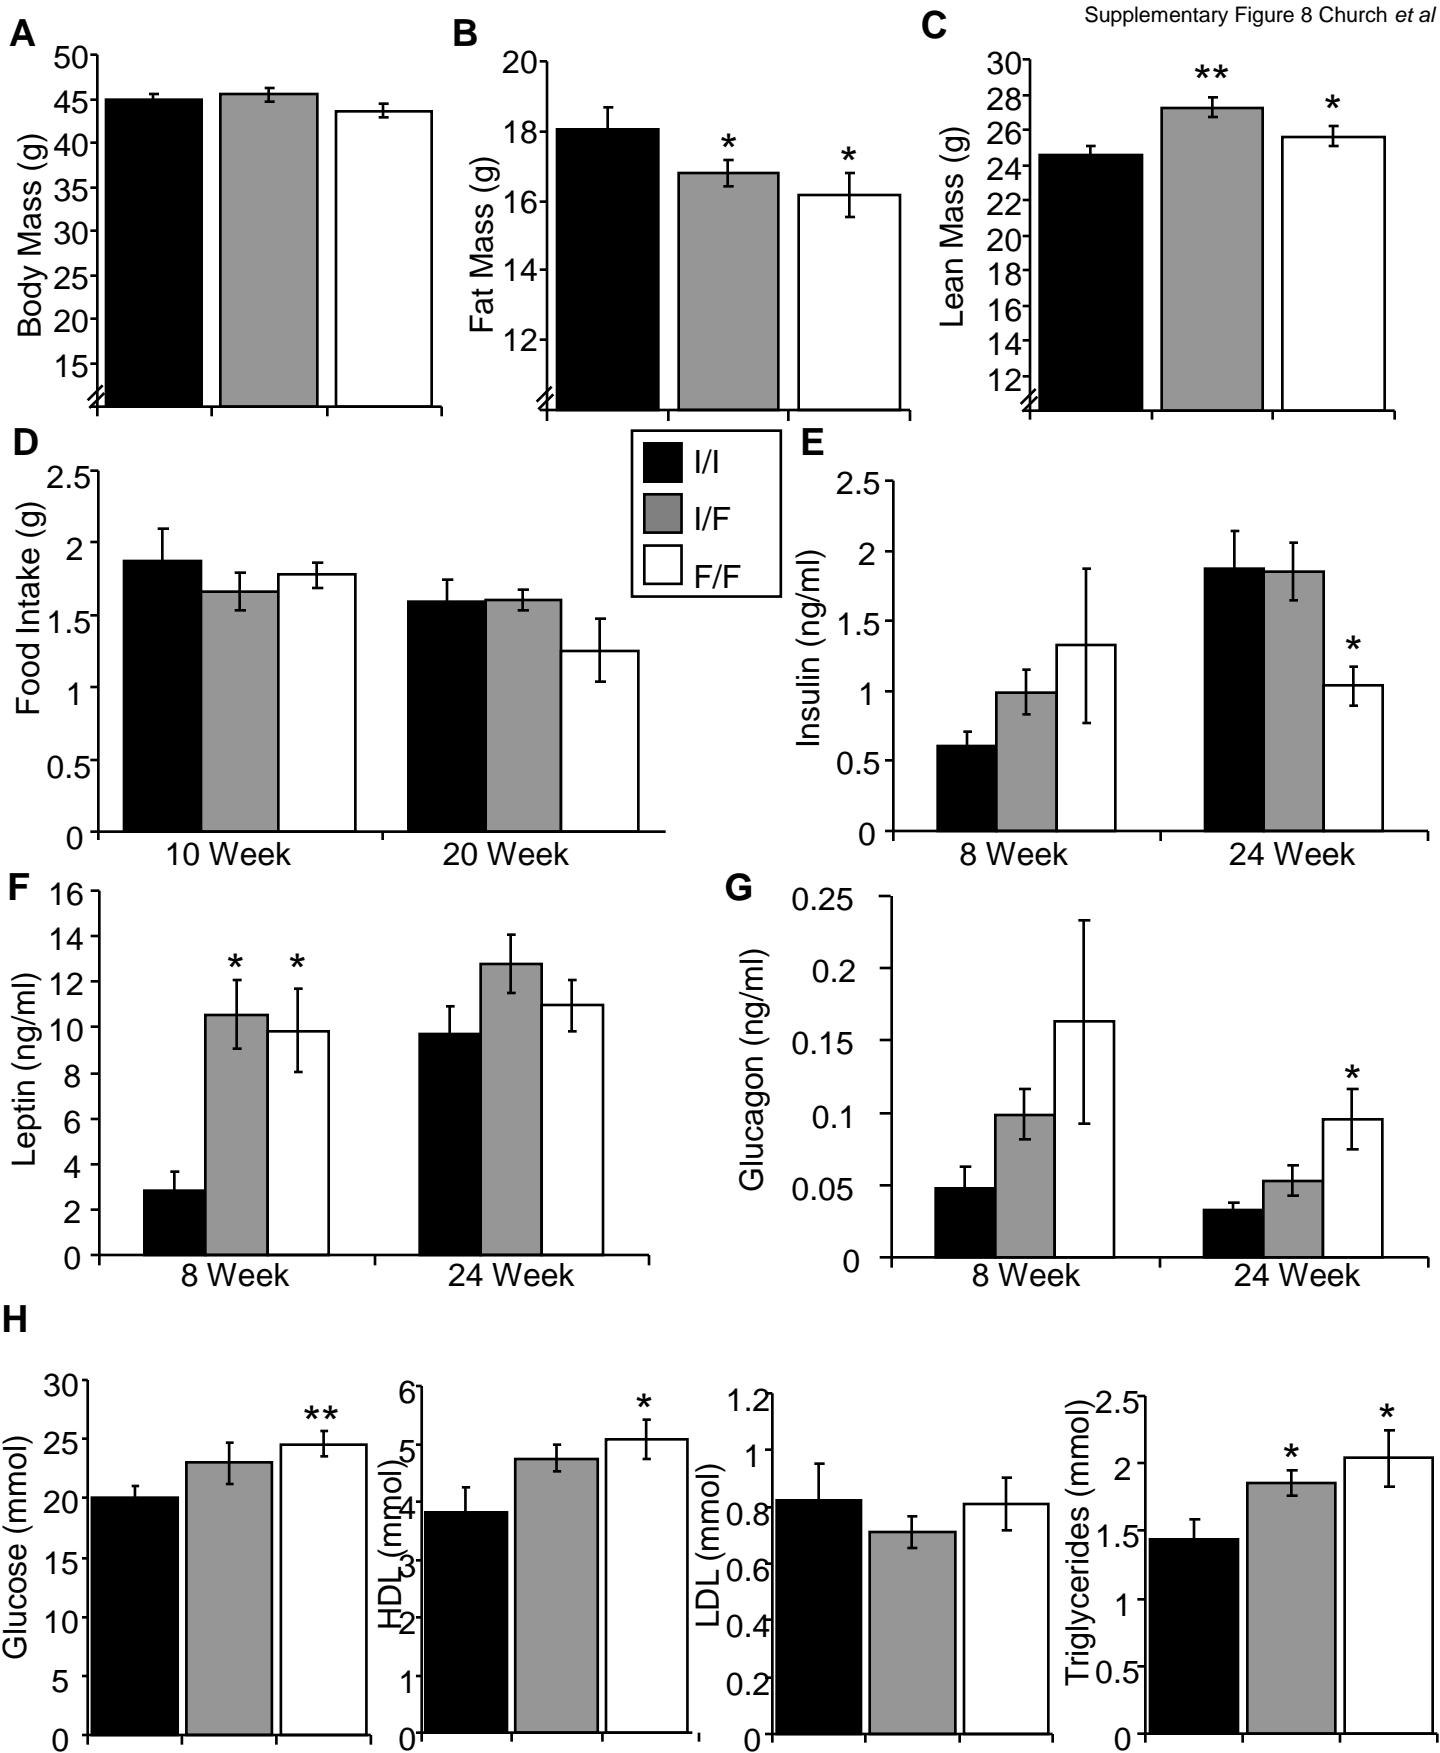 Supplementary Figure 8 Church et al
A
50
45
40
35
30
25
20
15
Body Mass (g)
B
20
18
16
14
12
Fat Mass (g)
*
*
C
30
28
26
24
22
20
18
16
14
12
Lean Mass (g)
**
*
D
2.5
2
1.5
1
0.5
0
Food Intake (g)
10 Week
20 Week
I/I
I/F
F/F
E
2.5
2
1.5
1
0.5
0
Insulin (ng/ml)
*
8 Week
24 Week
F
16
14
12
10
8
6
4
2
0
Leptin (ng/ml)
*
*
8 Week
24 Week
G
0.25
0.2
0.15
0.1
0.05
0
Glucagon (ng/ml)
*
8 Week
24 Week
H
30
25
20
15
10
5
0
Glucose (mmol)
**
6
5
4
3
2
1
0
HDL (mmol)
*
1.2
1
0.8
0.6
0.4
0.2
0
LDL (mmol)
2.5
2
1.5
1
0.5
0
Triglycerides (mmol)
*
*